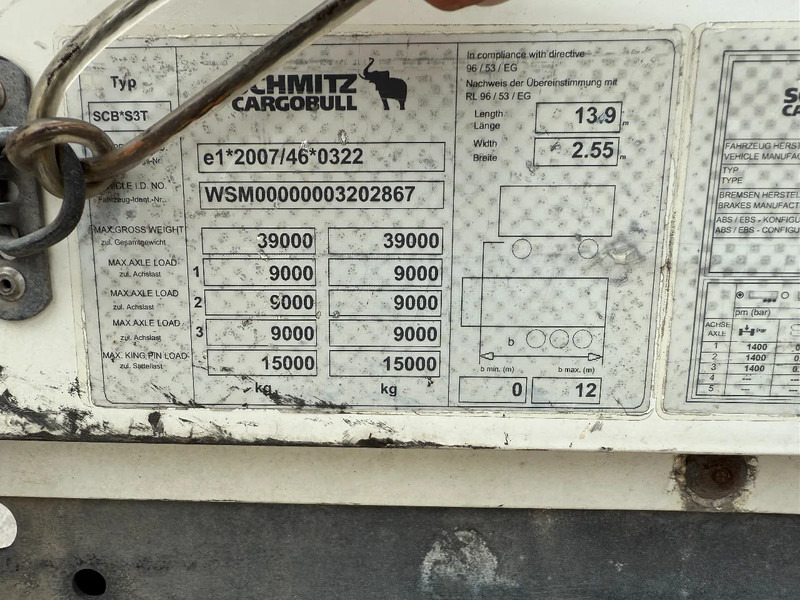 Typ
SCHMITZ
CARGOBULL
SCB*S3T
e1*2007/46*0322
I.D. NO.
Fahrzeug-Ident.-Nr.
WSM00000003202867
MAX.GROSS WEIGHT
zul. Gesamtgewicht
39000 39000
MAX.AXLE LOAD
zul. Achslast
1 9000 9000
MAX.AXLE LOAD
zul. Achslast
2 9000 9000
MAX.AXLE LOAD
zul. Achslast
3 9000 9000
MAX. KING PIN LOAD
zul. Sattellast
15000 15000
kg kg
In compliance with directive
96 / 53 / EG
Nachweis der Übereinstimmung mit
RL 96 / 53 / EG
Length
Länge
13.9 m
Width
Breite
2.55 m
b
b min. (m) b max. (m)
0 12
FAHRZEUG HERST
VEHICLE MANUFAC
TYP
TYPE
BREMSEN HERSTEL
BRAKES MANUFACT
ABS / EBS - KONFIGU
ABS / EBS - CONFIGU
pm (bar)
ACHSE
AXLE
1 1400 0.
2 1400 0.
3 1400 0.
4 ---
5 ---